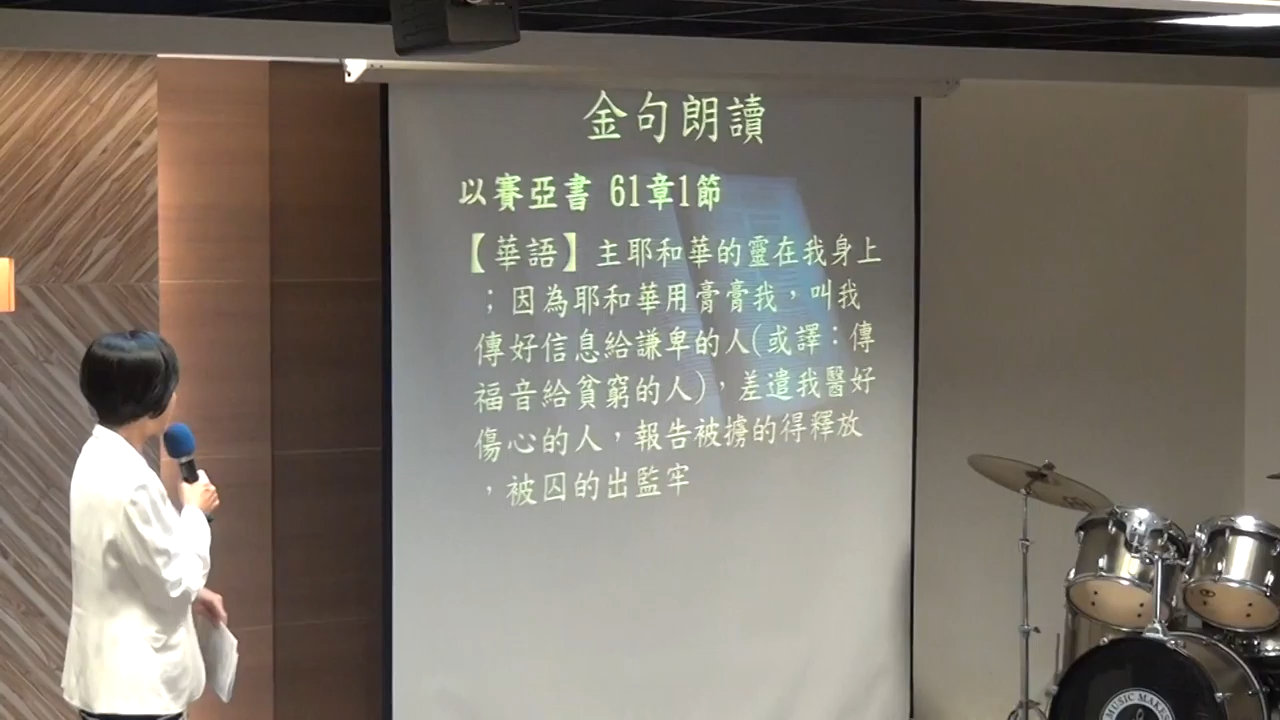 金句朗讀
以賽亞書 61章1節
【華語】主耶和華的靈在我身上
；因為耶和華用膏膏我，叫我
傳好信息給謙卑的人(或譯：傳
福音給貧窮的人)，差遣我醫好
傷心的人，報告被擄的得釋放
，被囚的出監牢
MUSIC MAKER